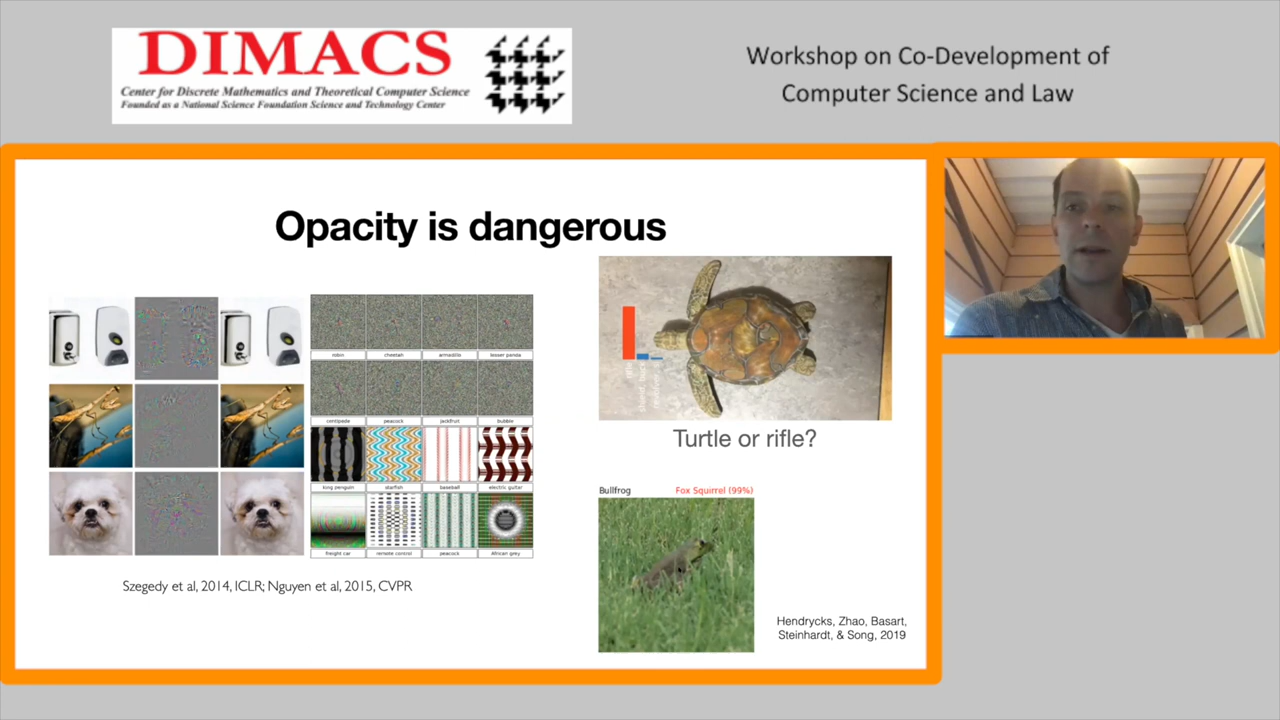 DIMACS
Center for Discrete Mathematics and Theoretical Computer Science
Founded as a National Science Foundation Science and Technology Center
Workshop on Co-Development of
Computer Science and Law
Opacity is dangerous
robin cheetah armadillo lesser panda
centipede peacock jackfruit bubble
king penguin starfish baseball electric guitar
freight car remote control peacock African grey
Szegedy et al, 2014, ICLR; Nguyen et al, 2015, CVPR
rifle
Turtle or rifle?
Bullfrog Fox Squirrel (99%)
Hendrycks, Zhao, Basart,
Steinhardt, & Song, 2019